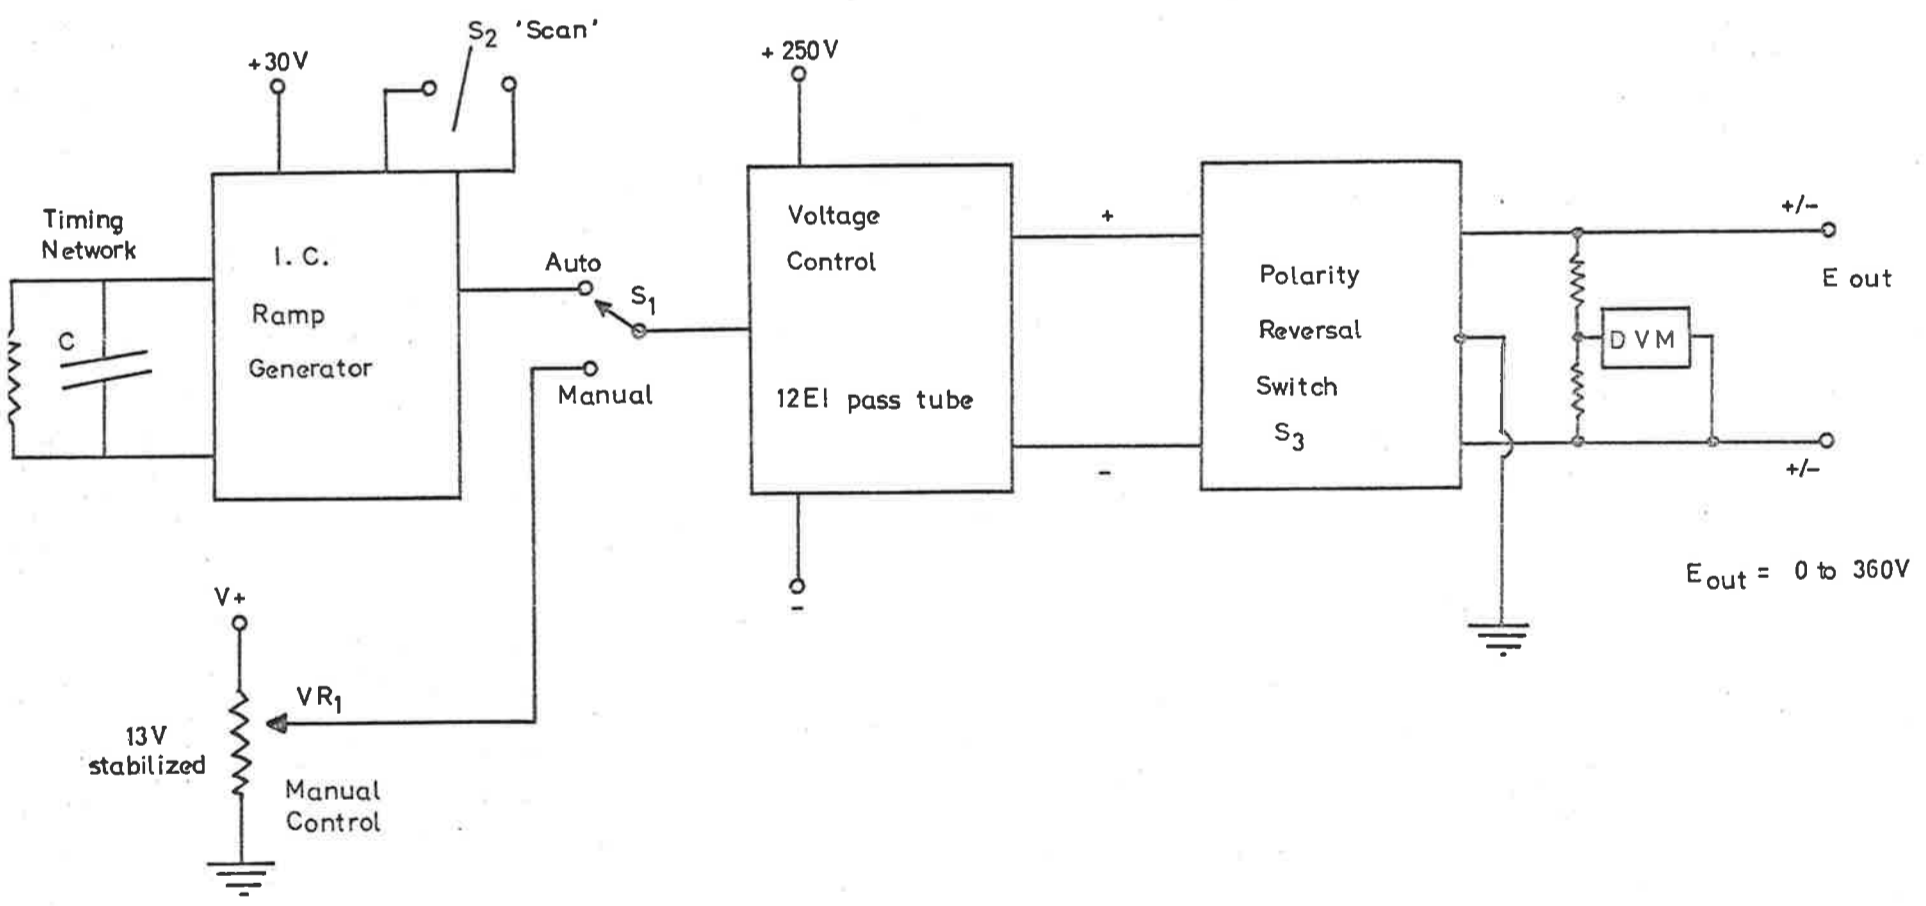 S2 'Scan'
+30V
+ 250V
Timing
Network
I. C.
Ramp
Generator
C
Auto
S1
Manual
Voltage
Control
12E1 pass tube
+
-
-
Polarity
Reversal
Switch
S3
+/-
E out
D V M
+/-
Eout = 0 to 360V
V+
VR1
13V
stabilized
Manual
Control